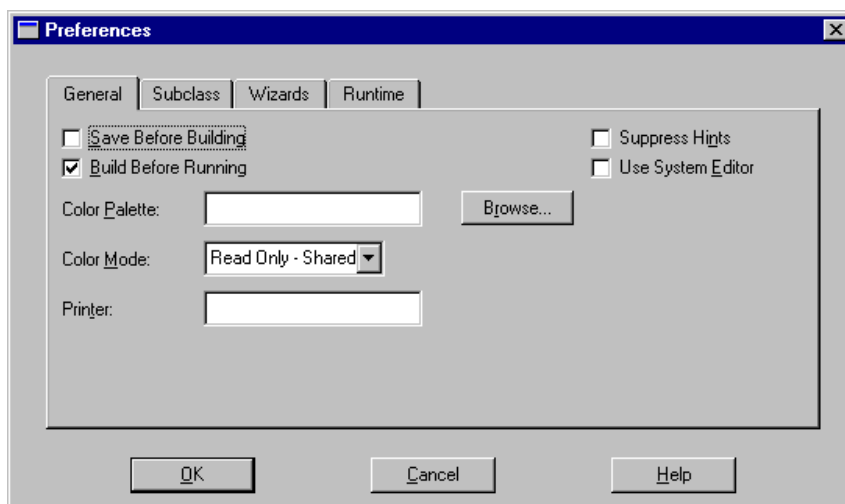 Preferences
General Subclass Wizards Runtime
Save Before Building Suppress Hints
Build Before Running Use System Editor
Color Palette: Browse...
Color Mode: Read Only - Shared
Printer:
OK Cancel Help